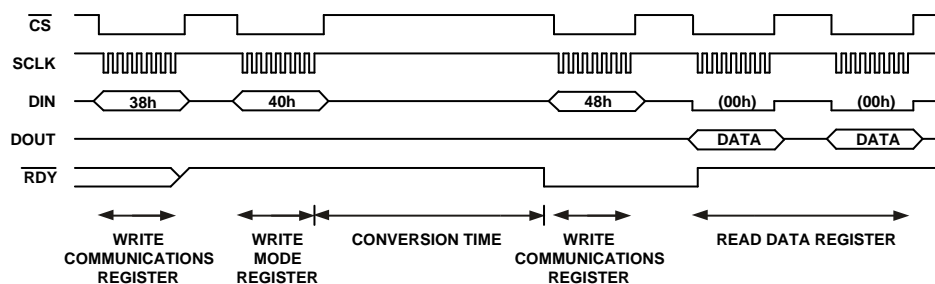 CS
SCLK
DIN 38h 40h 48h (00h) (00h)
DOUT DATA DATA
RDY
WRITE
COMMUNICATIONS
REGISTER
WRITE
MODE
REGISTER
CONVERSION TIME
WRITE
COMMUNICATIONS
REGISTER
READ DATA REGISTER